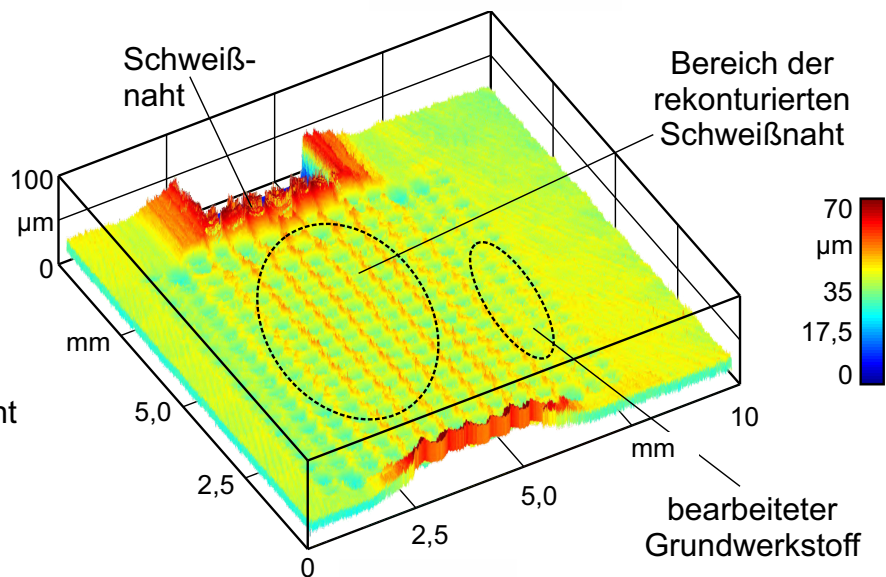 Schweiß-
naht
Bereich der
rekonturierten
Schweißnaht
100
µm
0
70
µm
35
17,5
0
mm
5,0
2,5
0
2,5
5,0
mm
10
bearbeiteter
Grundwerkstoff